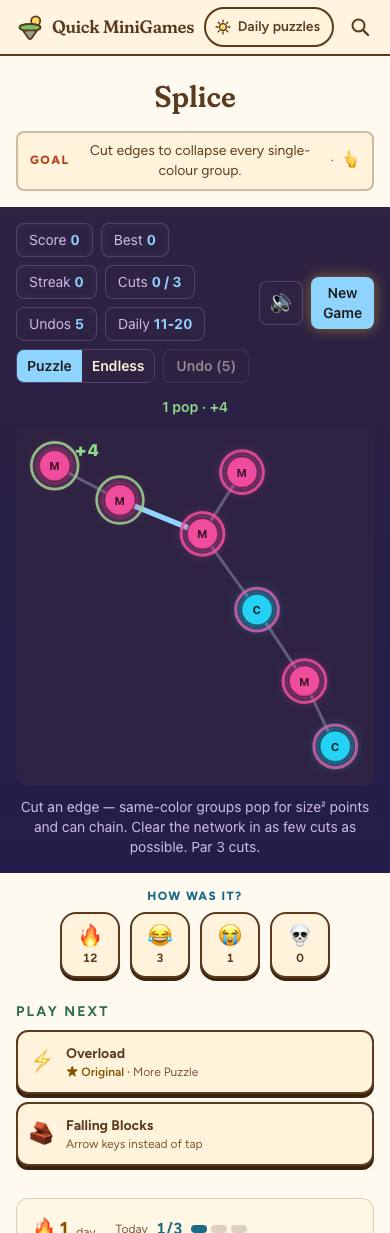 Quick MiniGames
Daily puzzles
Splice
GOAL
Cut edges to collapse every single-
colour group.
Score 0
Best 0
Streak 0
Cuts 0 / 3
Undos 5
Daily 11-20
New
Game
Puzzle
Endless
Undo (5)
1 pop · +4
+4
M
M
M
M
C
M
C
Cut an edge — same-color groups pop for size² points
and can chain. Clear the network in as few cuts as
possible. Par 3 cuts.
HOW WAS IT?
12
3
1
0
PLAY NEXT
Overload
★ Original · More Puzzle
Falling Blocks
Arrow keys instead of tap
1 day
Today 1/3